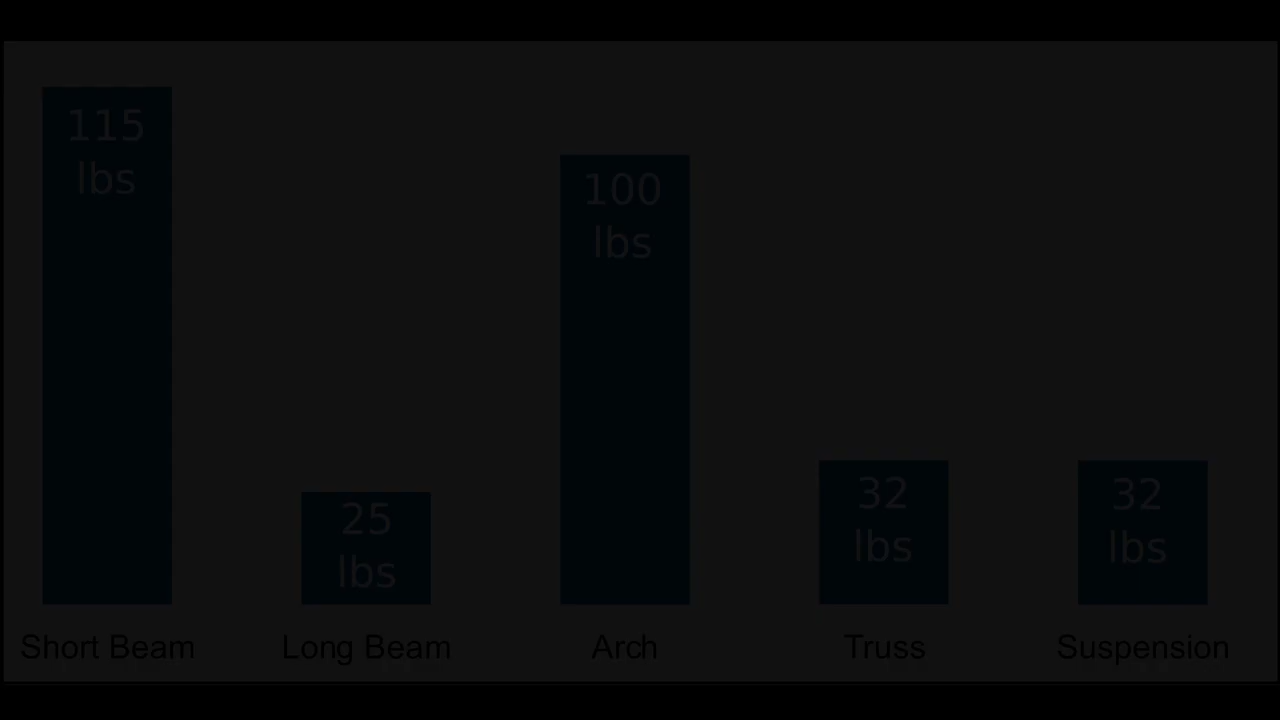 115
lbs
100
lbs
25
lbs
32
lbs
32
lbs
Short Beam
Long Beam
Arch
Truss
Suspension